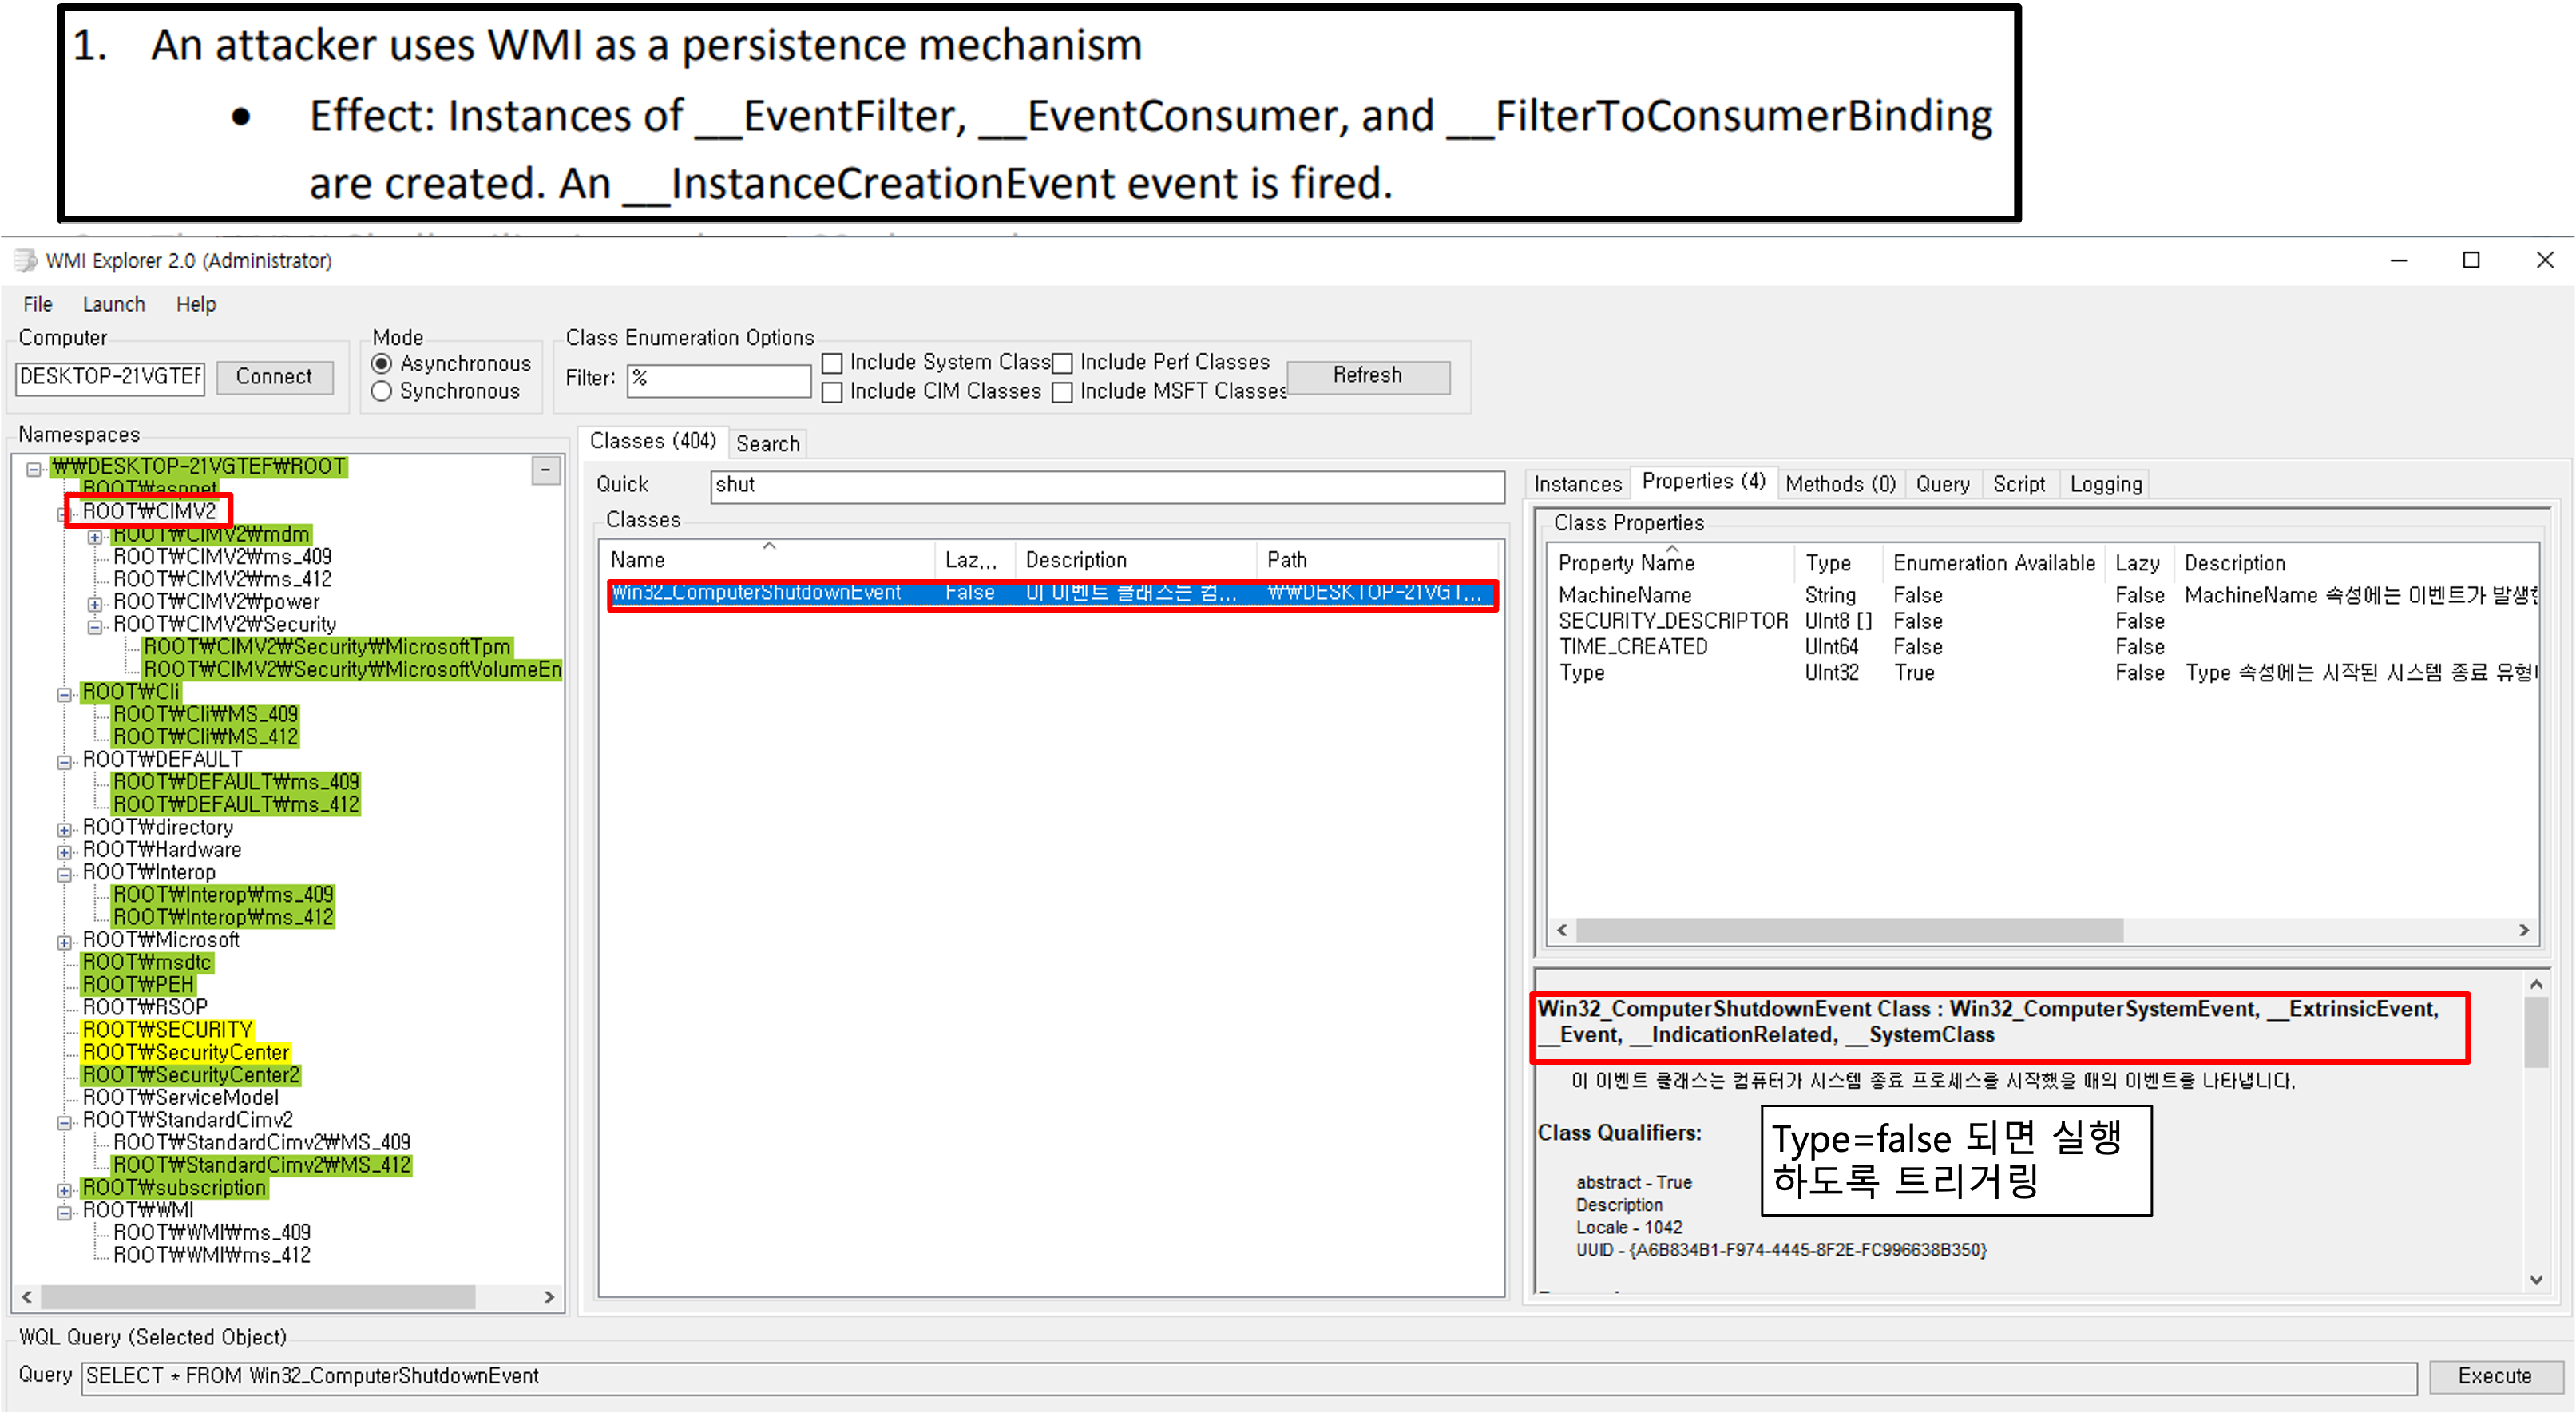 1. An attacker uses WMI as a persistence mechanism
• Effect: Instances of __EventFilter, __EventConsumer, and __FilterToConsumerBinding
are created. An __InstanceCreationEvent event is fired.
WMI Explorer 2.0 (Administrator)
File Launch Help
Computer
DESKTOP-21VGTEF
Connect
Mode
Asynchronous
Synchronous
Class Enumeration Options
Filter: %
Include System Class
Include Perf Classes
Include CIM Classes
Include MSFT Classes
Refresh
Namespaces
₩₩DESKTOP-21VGTEF₩ROOT
ROOT₩aspnet
ROOT₩CIMV2
ROOT₩CIMV2₩mdm
ROOT₩CIMV2₩ms_409
ROOT₩CIMV2₩ms_412
ROOT₩CIMV2₩power
ROOT₩CIMV2₩Security
ROOT₩CIMV2₩Security₩MicrosoftTpm
ROOT₩CIMV2₩Security₩MicrosoftVolumeEn
ROOT₩Cli
ROOT₩Cli₩MS_409
ROOT₩Cli₩MS_412
ROOT₩DEFAULT
ROOT₩DEFAULT₩ms_409
ROOT₩DEFAULT₩ms_412
ROOT₩directory
ROOT₩Hardware
ROOT₩Interop
ROOT₩Interop₩ms_409
ROOT₩Interop₩ms_412
ROOT₩Microsoft
ROOT₩msdtc
ROOT₩PEH
ROOT₩RSOP
ROOT₩SECURITY
ROOT₩SecurityCenter
ROOT₩SecurityCenter2
ROOT₩ServiceModel
ROOT₩StandardCimv2
ROOT₩StandardCimv2₩MS_409
ROOT₩StandardCimv2₩MS_412
ROOT₩subscription
ROOT₩WMI
ROOT₩WMI₩ms_409
ROOT₩WMI₩ms_412
Classes (404) Search
Quick shut
Classes
Name Laz... Description Path
Win32_ComputerShutdownEvent False 이 이벤트 클래스는 컴... ₩₩DESKTOP-21VGT...
Instances Properties (4) Methods (0) Query Script Logging
Class Properties
Property Name Type Enumeration Available Lazy Description
MachineName String False False MachineName 속성에는 이벤트가 발생한
SECURITY_DESCRIPTOR UInt8 [] False False
TIME_CREATED UInt64 False False
Type UInt32 True False Type 속성에는 시작된 시스템 종료 유형이
Win32_ComputerShutdownEvent Class : Win32_ComputerSystemEvent, __ExtrinsicEvent,
__Event, __IndicationRelated, __SystemClass
이 이벤트 클래스는 컴퓨터가 시스템 종료 프로세스를 시작했을 때의 이벤트를 나타냅니다.
Class Qualifiers:
abstract - True
Description
Locale - 1042
UUID - {A6B834B1-F974-4445-8F2E-FC996638B350}
Type=false 되면 실행
하도록 트리거링
WQL Query (Selected Object)
Query SELECT * FROM Win32_ComputerShutdownEvent
Execute